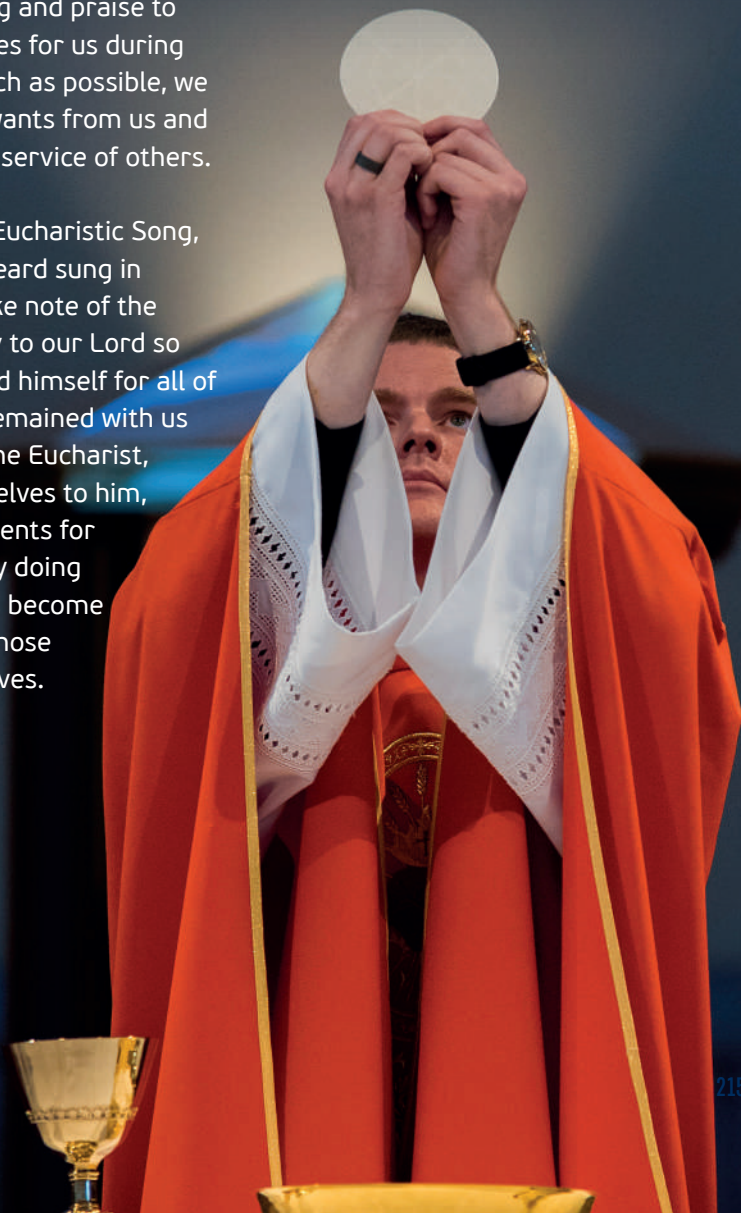 g and praise to
es for us during
ch as possible, we
vants from us and
service of others.
Eucharistic Song,
eard sung in
ke note of the
y to our Lord so
d himself for all of
emained with us
he Eucharist,
elves to him,
ents for
y doing
become
hose
ves.
215